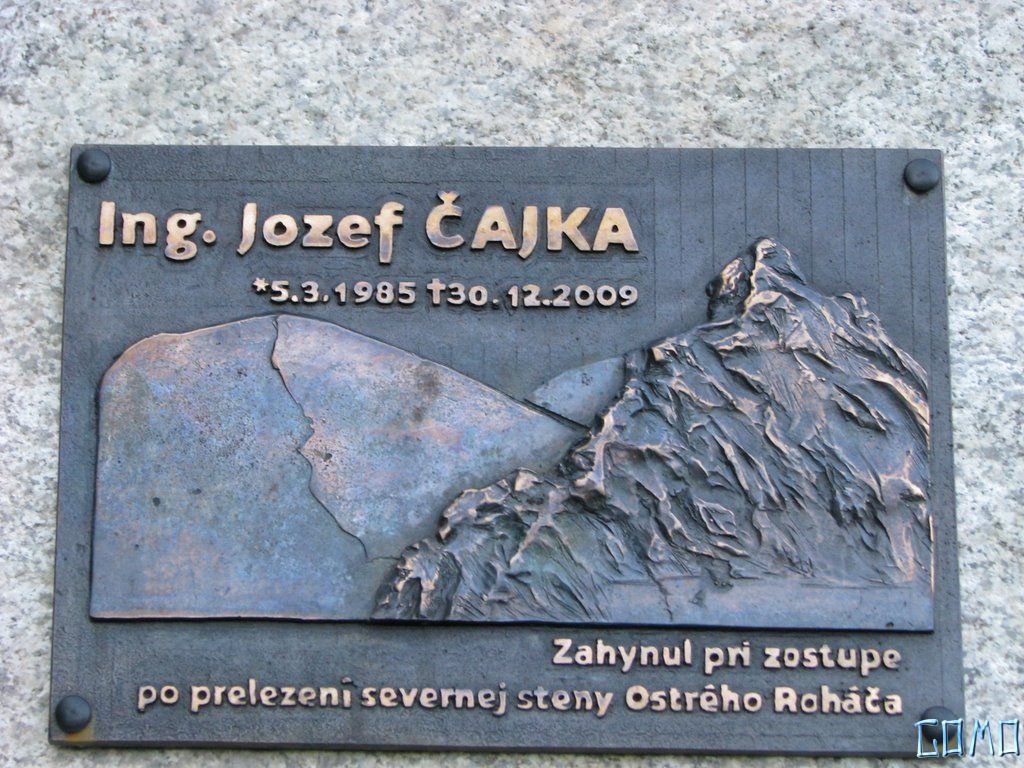 Ing. Jozef ČAJKA
*5.3.1985 †30.12.2009
Zahynul pri zostupe
po prelezení severnej steny Ostrého Roháča
GOMO